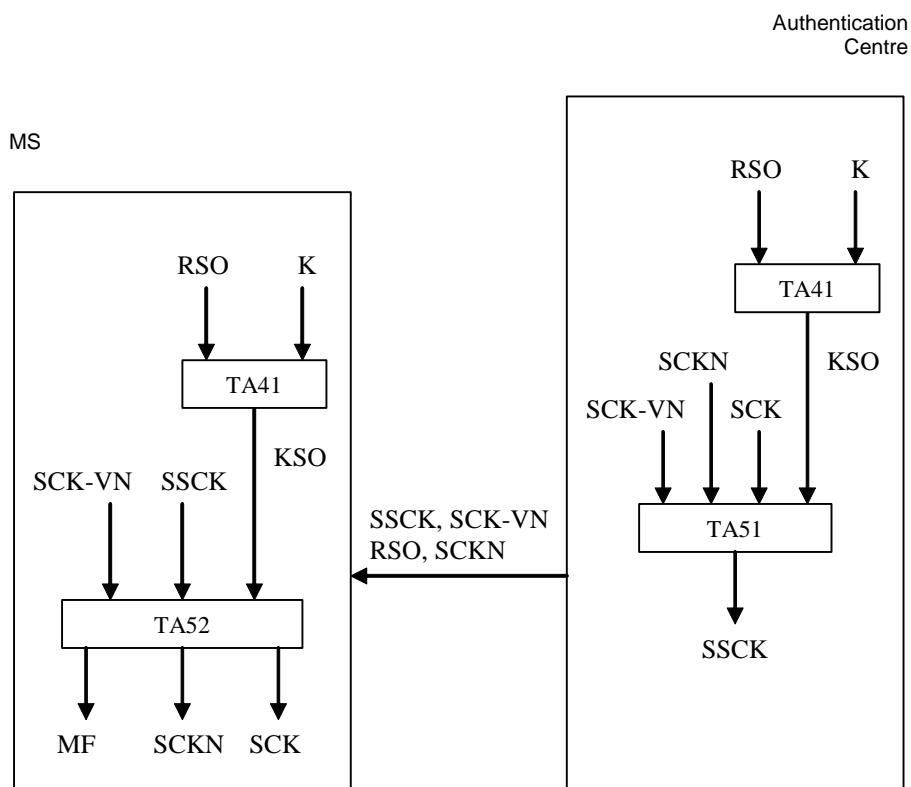 Authentication
Centre
MS
RSO K
TA41
KSO
SCK-VN SSCK
TA52
MF SCKN SCK
SSCK, SCK-VN
RSO, SCKN
RSO K
TA41
KSO
SCKN
SCK-VN SCK
TA51
SSCK